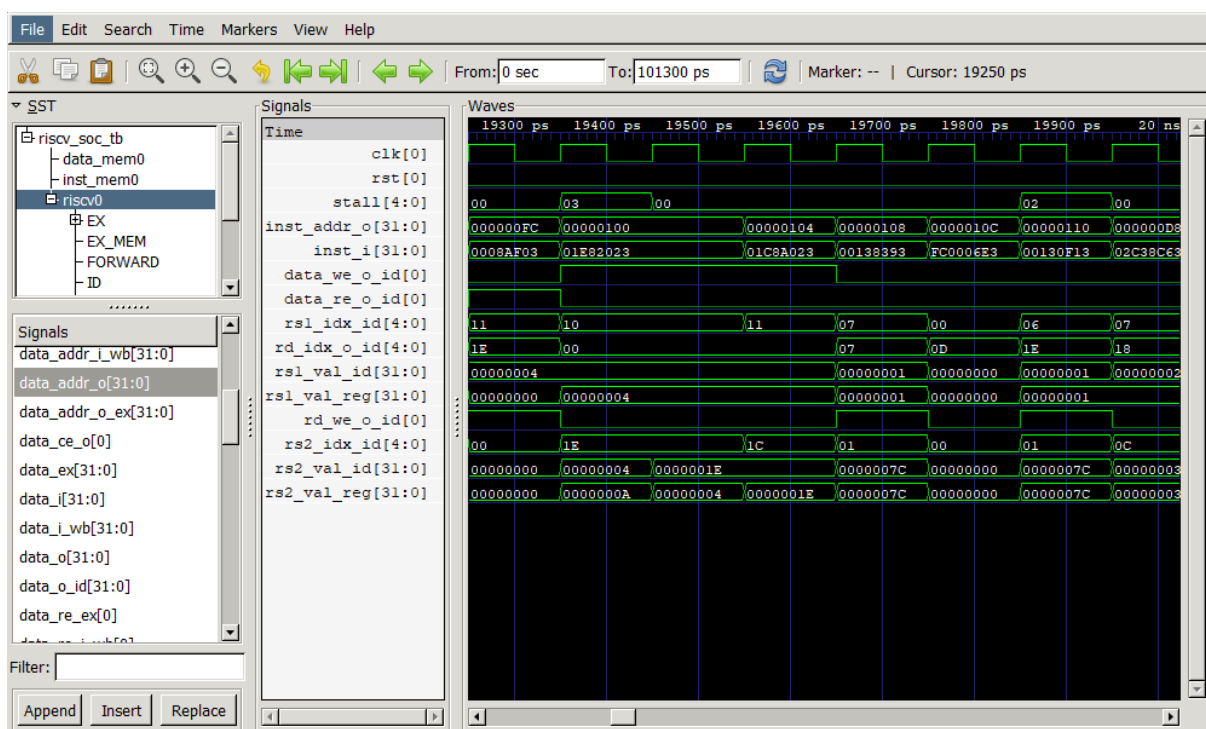 File Edit Search Time Markers View Help
From: 0 sec To: 101300 ps Marker: -- | Cursor: 19250 ps
SST
riscv_soc_tb
data_mem0
inst_mem0
riscv0
EX
EX_MEM
FORWARD
ID
Signals
data_addr_i_wb[31:0]
data_addr_o[31:0]
data_addr_o_ex[31:0]
data_ce_o[0]
data_ex[31:0]
data_i[31:0]
data_i_wb[31:0]
data_o[31:0]
data_o_id[31:0]
data_re_ex[0]
Filter:
Append Insert Replace
Signals
Time
clk[0]
rst[0]
stall[4:0]
inst_addr_o[31:0]
inst_i[31:0]
data_we_o_id[0]
data_re_o_id[0]
rs1_idx_id[4:0]
rd_idx_o_id[4:0]
rs1_val_id[31:0]
rs1_val_reg[31:0]
rd_we_o_id[0]
rs2_idx_id[4:0]
rs2_val_id[31:0]
rs2_val_reg[31:0]
Waves
19300 ps 19400 ps 19500 ps 19600 ps 19700 ps 19800 ps 19900 ps 20 ns
00 03 00 02 00
000000FC 00000100 00000104 00000108 0000010C 00000110 000000D8
0008AF03 01E82023 01C8A023 00138393 FC0006E3 00130F13 02C38C63
11 10 11 07 00 06 07
1E 00 07 0D 1E 18
00000004 00000001 00000000 00000001 00000002
00000000 00000004 00000001 00000000 00000001
00 1E 1C 01 00 01 0C
00000000 00000004 0000001E 0000007C 00000000 0000007C 00000003
00000000 0000000A 00000004 0000001E 0000007C 00000000 0000007C 00000003